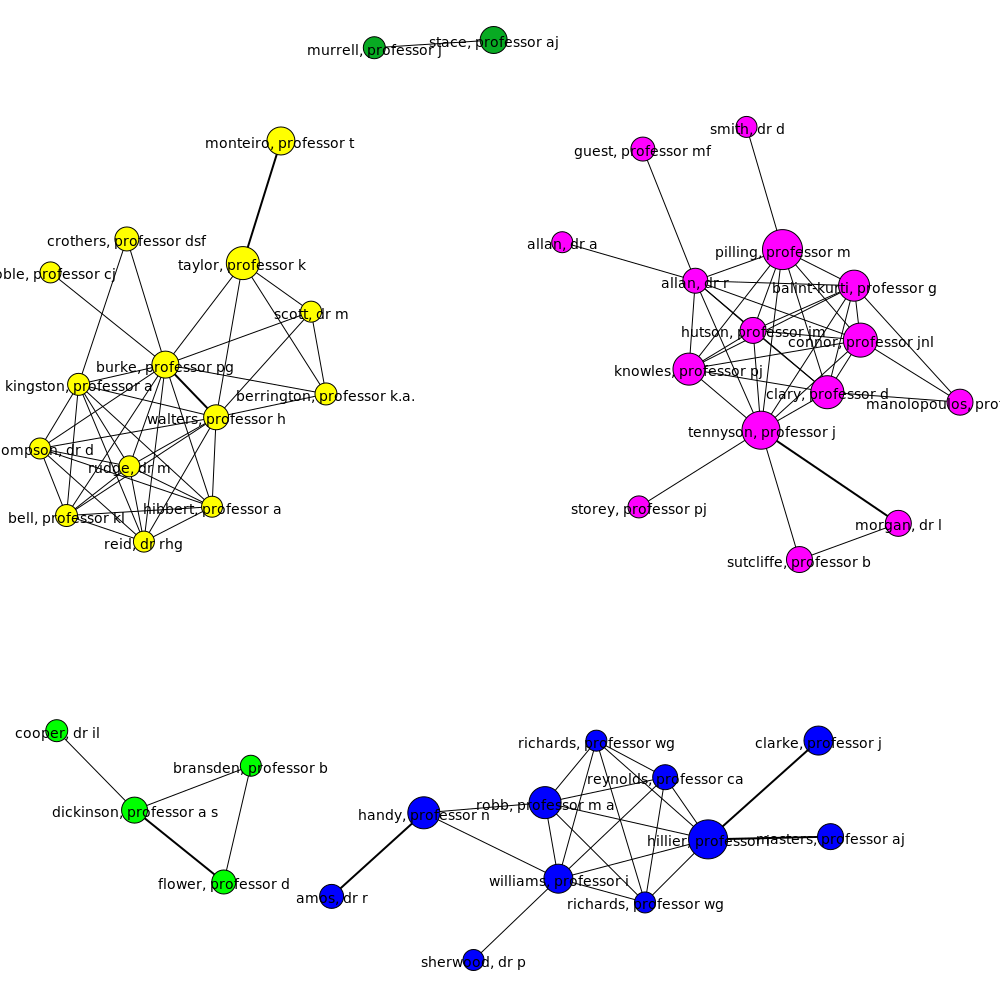 stace, professor aj
murrell, professor j
smith, dr d
monteiro, professor t
guest, professor mf
crothers, professor dsf
allan, dr a
pilling, professor m
taylor, professor k
professor cj
allan, dr r
balint-kurti, professor g
scott, dr m
hutson, professor jm
connor, professor jnl
burke, professor pg
knowles, professor pj
kingston, professor a
berrington, professor k.a.
clary, professor d
manolopoulos,
walters, professor h
tennyson, professor j
dr d
rudge, dr m
hibbert, professor a
storey, professor pj
bell, professor kl
morgan, dr l
reid, dr rhg
sutcliffe, professor b
cooper, dr il
richards, professor wg
clarke, professor j
bransden, professor b
reynolds, professor ca
robb, professor m a
dickinson, professor a s
handy, professor n
masters, professor aj
hillier, professor i
williams, professor i
flower, professor d
amos, dr r
richards, professor wg
sherwood, dr p